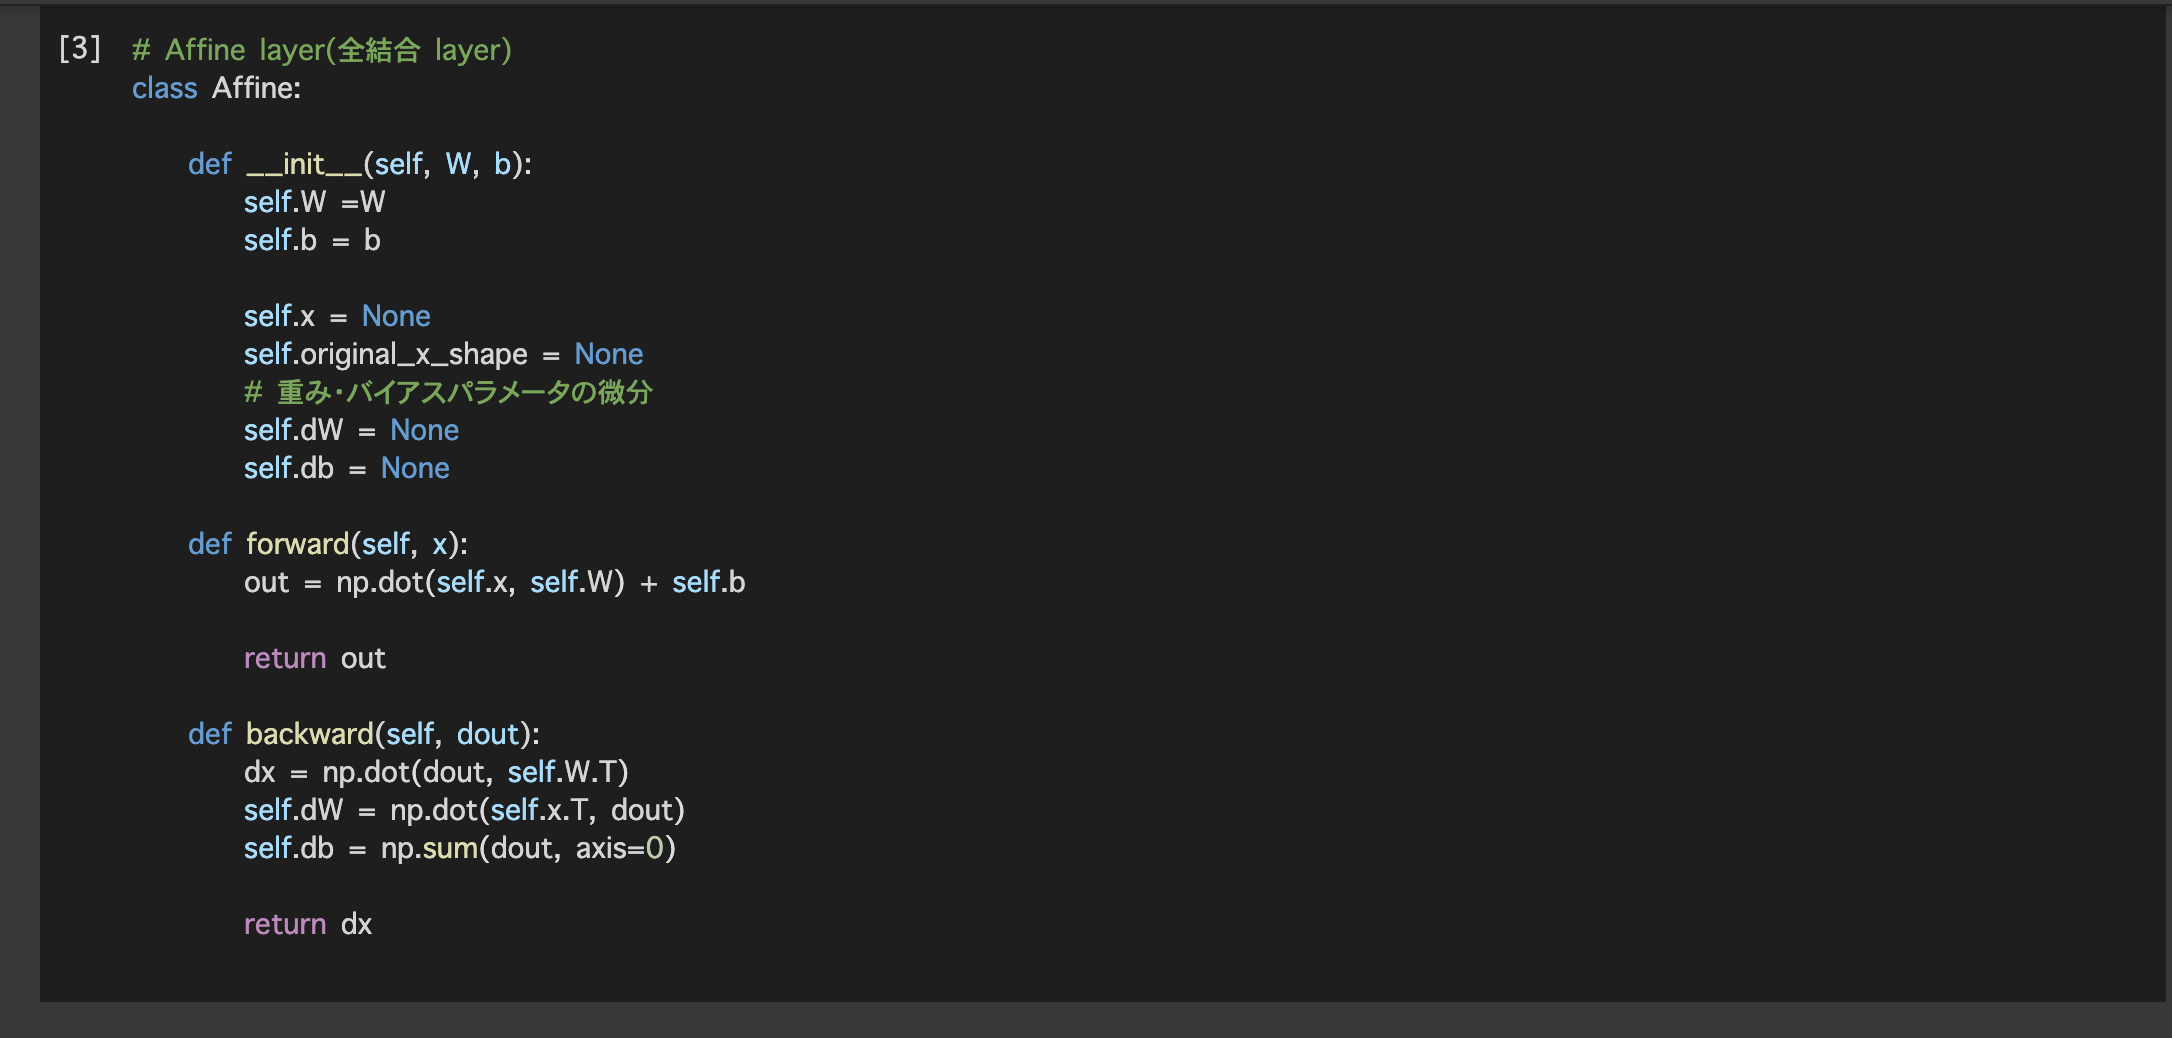 [3] # Affine layer(全結合 layer)
class Affine:
def __init__(self, W, b):
self.W =W
self.b = b
self.x = None
self.original_x_shape = None
# 重み・バイアスパラメータの微分
self.dW = None
self.db = None
def forward(self, x):
out = np.dot(self.x, self.W) + self.b
return out
def backward(self, dout):
dx = np.dot(dout, self.W.T)
self.dW = np.dot(self.x.T, dout)
self.db = np.sum(dout, axis=0)
return dx